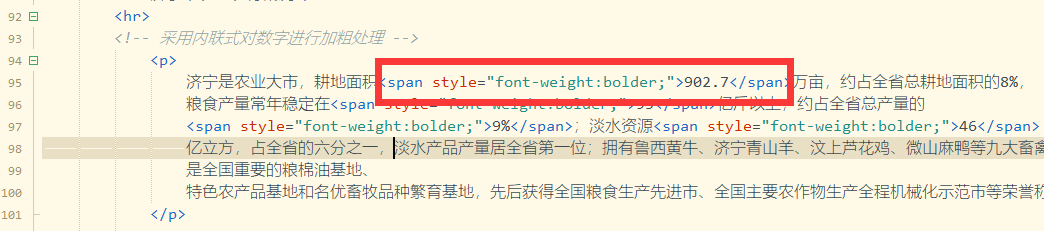 92 <hr>
93 <!-- 采用内联式对数字进行加粗处理 -->
94 <p>
95 济宁是农业大市，耕地面积<span style="font-weight:bolder;">902.7</span>万亩，约占全省总耕地面积的8%，
96 粮食产量常年稳定在<span style="font-weight:bolder;">95</span>亿斤以上，约占全省总产量的
97 <span style="font-weight:bolder;">9%</span>；淡水资源<span style="font-weight:bolder;">46</span>
98 亿立方，占全省的六分之一，淡水产品产量居全省第一位；拥有鲁西黄牛、济宁青山羊、汶上芦花鸡、微山麻鸭等九大畜禽
99 是全国重要的粮棉油基地、
100 特色农产品基地和名优畜牧品种繁育基地，先后获得全国粮食生产先进市、全国主要农作物生产全程机械化示范市等荣誉称
101 </p>